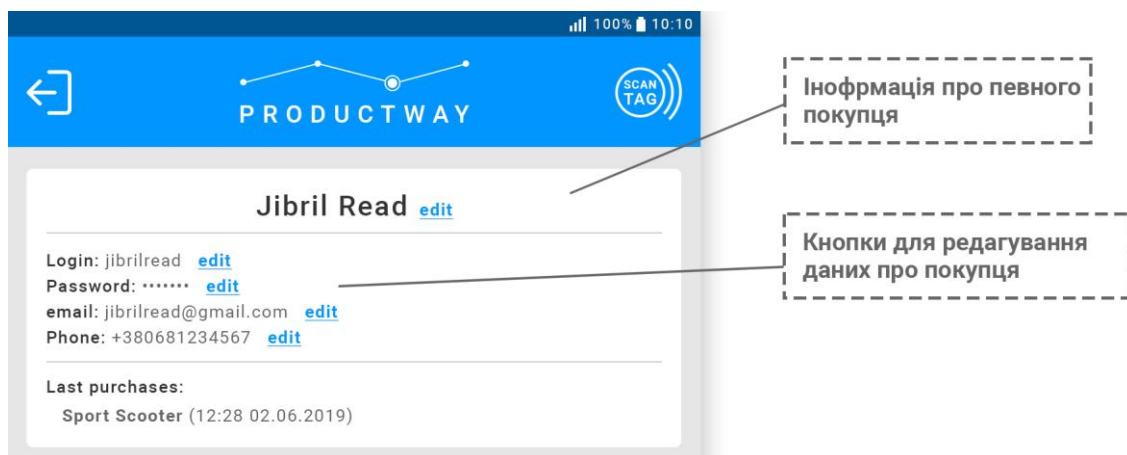 100% 10:10
PRODUCTWAY
SCAN
TAG
Jibril Read edit
Login: jibrilread edit
Password: ······· edit
email: jibrilread@gmail.com edit
Phone: +380681234567 edit
Last purchases:
Sport Scooter (12:28 02.06.2019)
Інофрмація про певного
покупця
Кнопки для редагування
даних про покупця